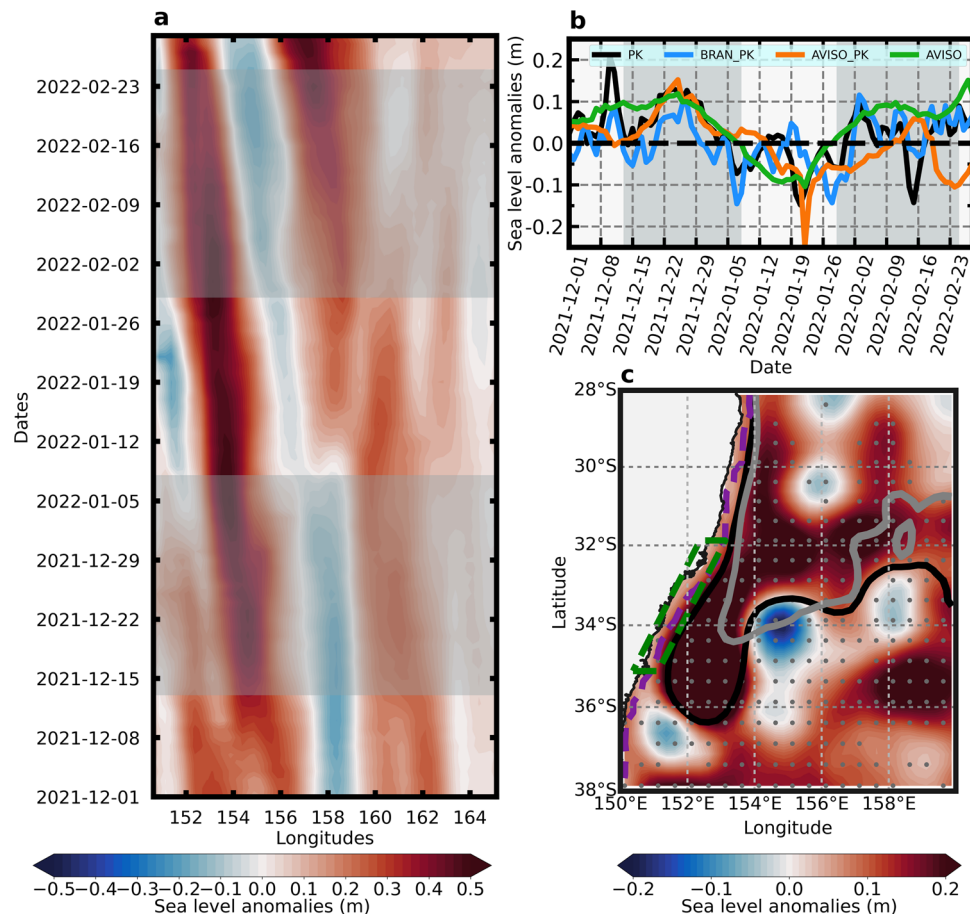 a
2022-02-23
2022-02-16
2022-02-09
2022-02-02
2022-01-26
2022-01-19
2022-01-12
2022-01-05
2021-12-29
2021-12-22
2021-12-15
2021-12-08
2021-12-01
Dates
152 154 156 158 160 162 164
Longitudes
−0.5 −0.4 −0.3 −0.2 −0.1 0.0 0.1 0.2 0.3 0.4 0.5
Sea level anomalies (m)
b
PK BRAN_PK AVISO_PK AVISO
0.2
0.1
0.0
-0.1
-0.2
Sea level anomalies (m)
2021-12-01 2021-12-08 2021-12-15 2021-12-22 2021-12-29 2022-01-05 2022-01-12 2022-01-19 2022-01-26 2022-02-02 2022-02-09 2022-02-16 2022-02-23
Date
c
28°S
30°S
32°S
34°S
36°S
38°S
Latitude
150°E 152°E 154°E 156°E 158°E
Longitude
−0.2 −0.1 0.0 0.1 0.2
Sea level anomalies (m)